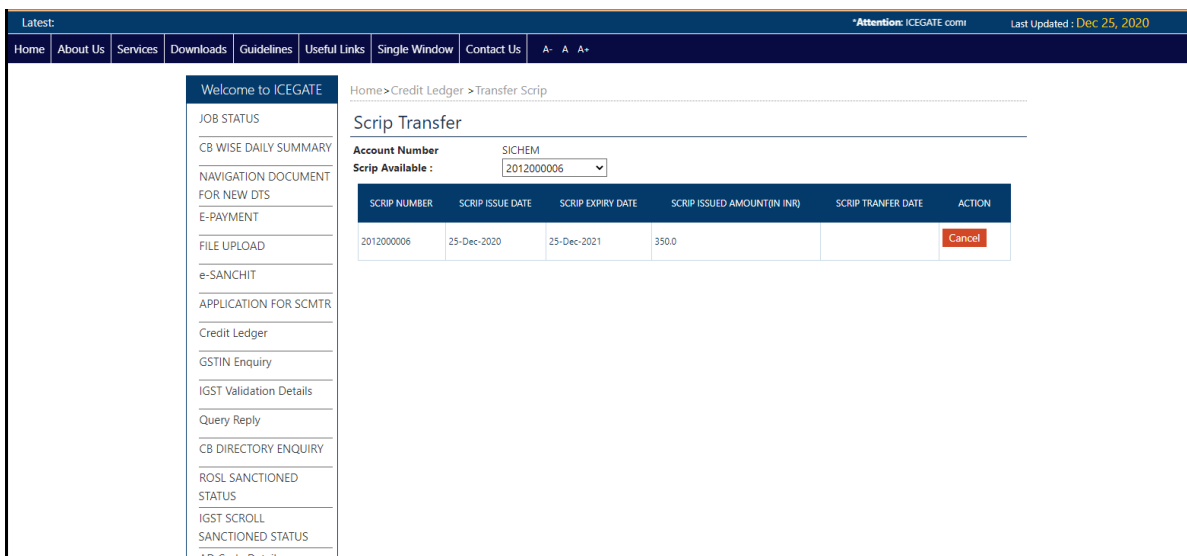 Latest:
*Attention: ICEGATE comm
Last Updated : Dec 25, 2020
Home About Us Services Downloads Guidelines Useful Links Single Window Contact Us A- A A+
Welcome to ICEGATE
JOB STATUS
CB WISE DAILY SUMMARY
NAVIGATION DOCUMENT
FOR NEW DTS
E-PAYMENT
FILE UPLOAD
e-SANCHIT
APPLICATION FOR SCMTR
Credit Ledger
GSTIN Enquiry
IGST Validation Details
Query Reply
CB DIRECTORY ENQUIRY
ROSL SANCTIONED
STATUS
IGST SCROLL
SANCTIONED STATUS
Home>Credit Ledger >Transfer Scrip
Scrip Transfer
Account Number SICHEM
Scrip Available : 2012000006
SCRIP NUMBER SCRIP ISSUE DATE SCRIP EXPIRY DATE SCRIP ISSUED AMOUNT(IN INR) SCRIP TRANFER DATE ACTION
2012000006 25-Dec-2020 25-Dec-2021 350.0 Cancel